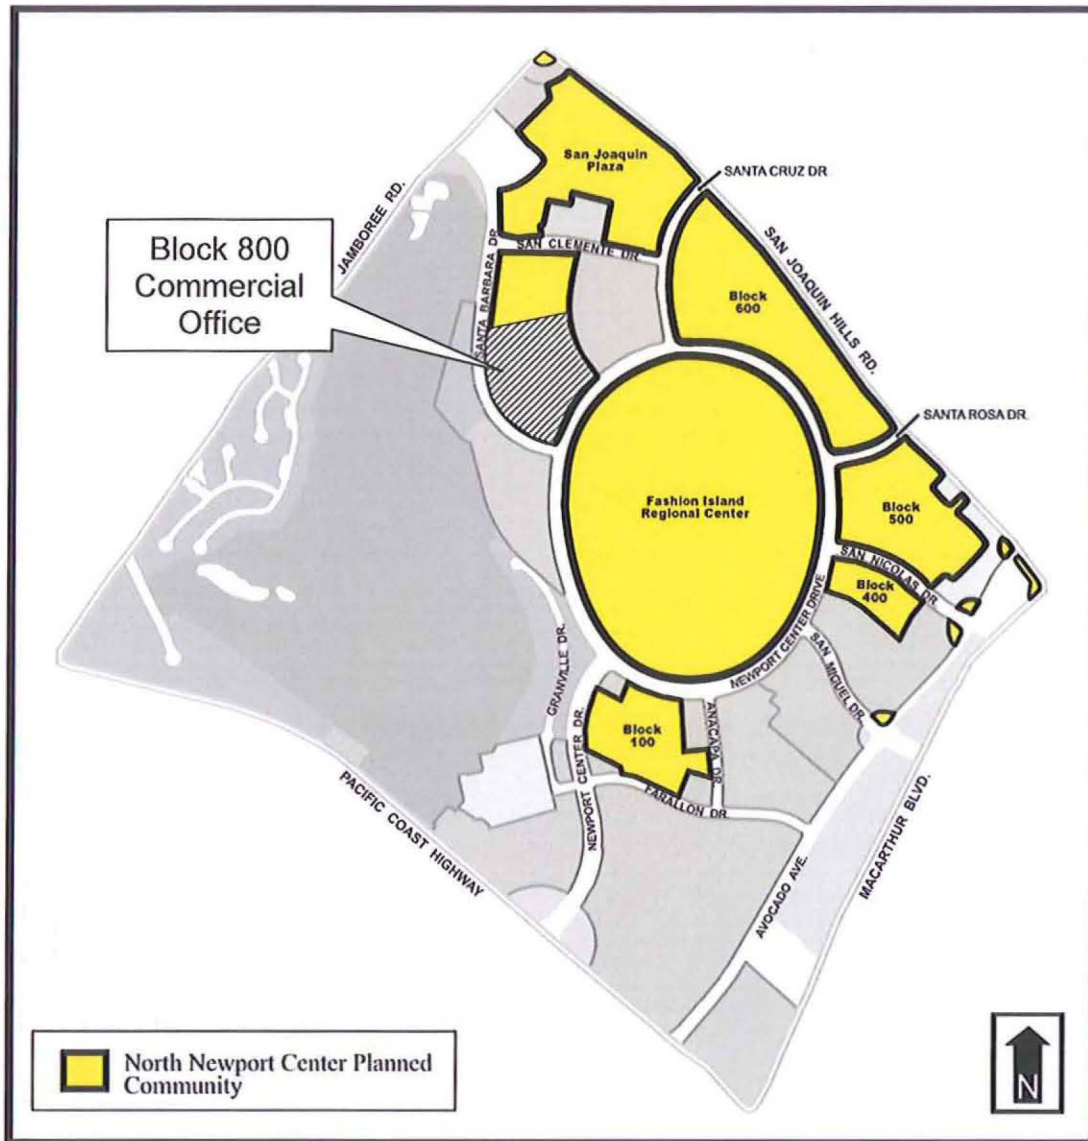 SANTA CRUZ DR
San Joaquin
Plaza
JAMBOREE RD.
SAN JOAQUIN HILLS RD.
Block 800
Commercial
Office
SANTA BARBARA DR.
SAN CLEMENTE DR.
Block
600
SANTA ROSA DR.
Fashion Island
Regional Center
Block
500
SAN NICOLAS DR
Block
400
NEWPORT CENTER DRIVE
SAN MIGUEL DR.
GRANVILLE DR.
NEWPORT CENTER DR.
Block
100
ANACAPA DR
FARALLON DR
PACIFIC COAST HIGHWAY
AVOCADO AVE.
MACARTHUR BLVD.
North Newport Center Planned
Community
N